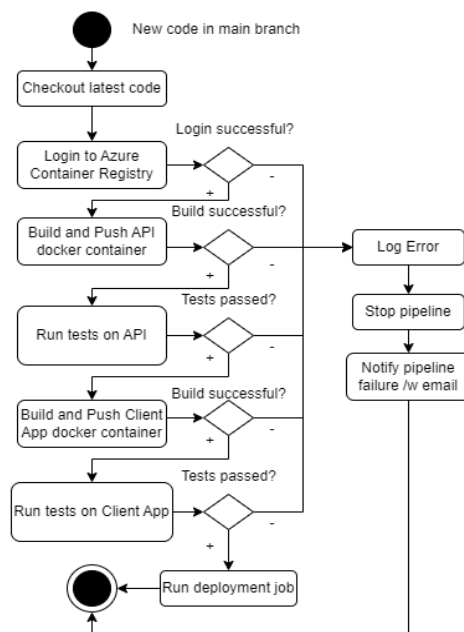 New code in main branch
Checkout latest code
Login successful?
Login to Azure
Container Registry
-
+
Build successful?
Build and Push API
docker container
Log Error
-
+
Tests passed?
Stop pipeline
Run tests on API
-
+
Notify pipeline
failure /w email
Build successful?
Build and Push Client
App docker container
-
+
Tests passed?
Run tests on Client App
-
+
Run deployment job